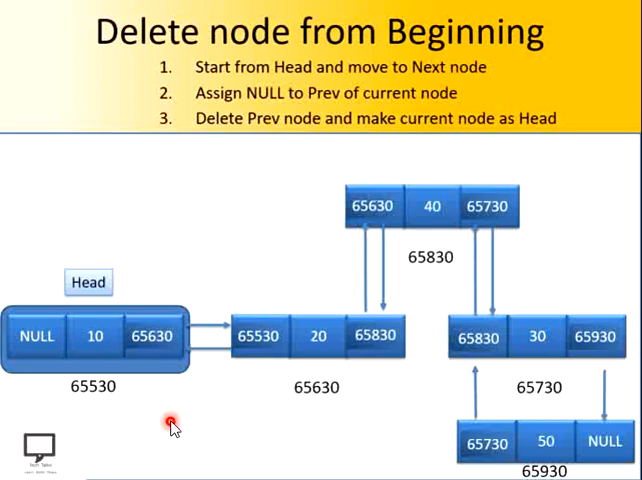 Delete node from Beginning
1. Start from Head and move to Next node
2. Assign NULL to Prev of current node
3. Delete Prev node and make current node as Head
65630 40 65730
65830
Head
NULL 10 65630
65530 20 65830
65830 30 65930
65530
65630
65730
65730 50 NULL
65930
Tech Talks